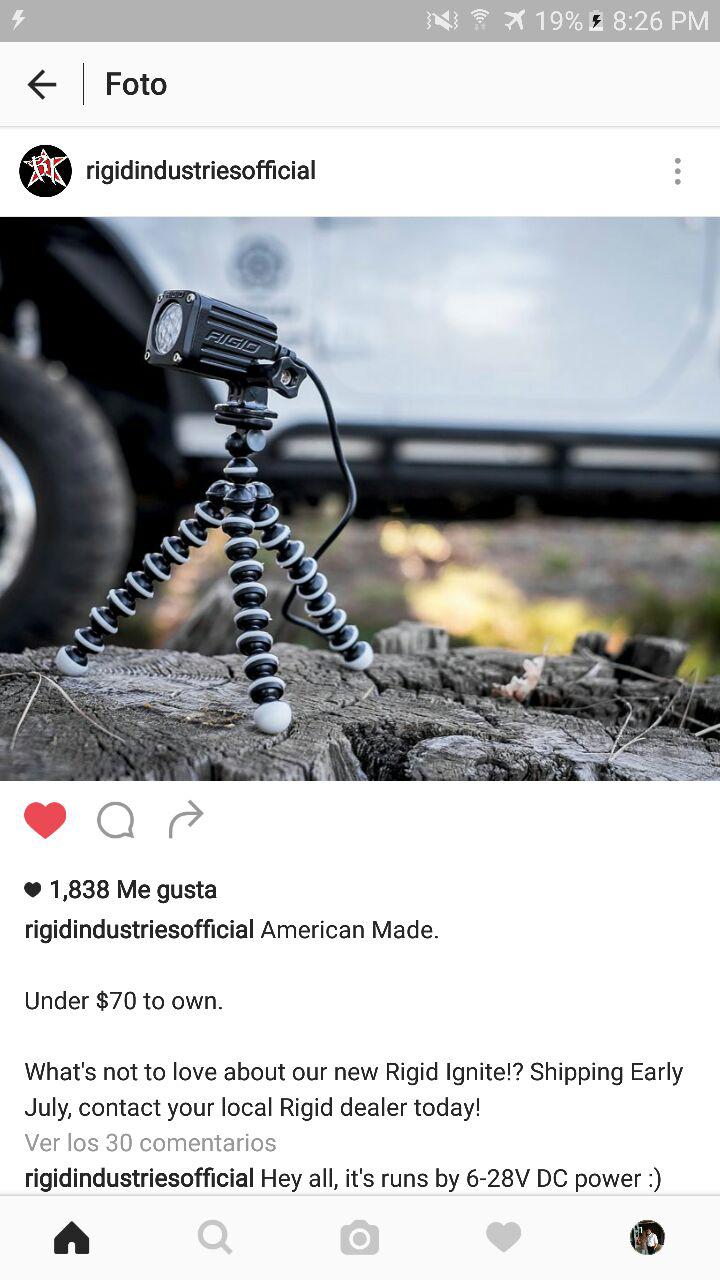 19% 8:26 PM
Foto
rigidindustriesofficial
RIGID
1,838 Me gusta
rigidindustriesofficial American Made.
Under $70 to own.
What's not to love about our new Rigid Ignite!? Shipping Early
July, contact your local Rigid dealer today!
Ver los 30 comentarios
rigidindustriesofficial Hey all, it's runs by 6-28V DC power :)